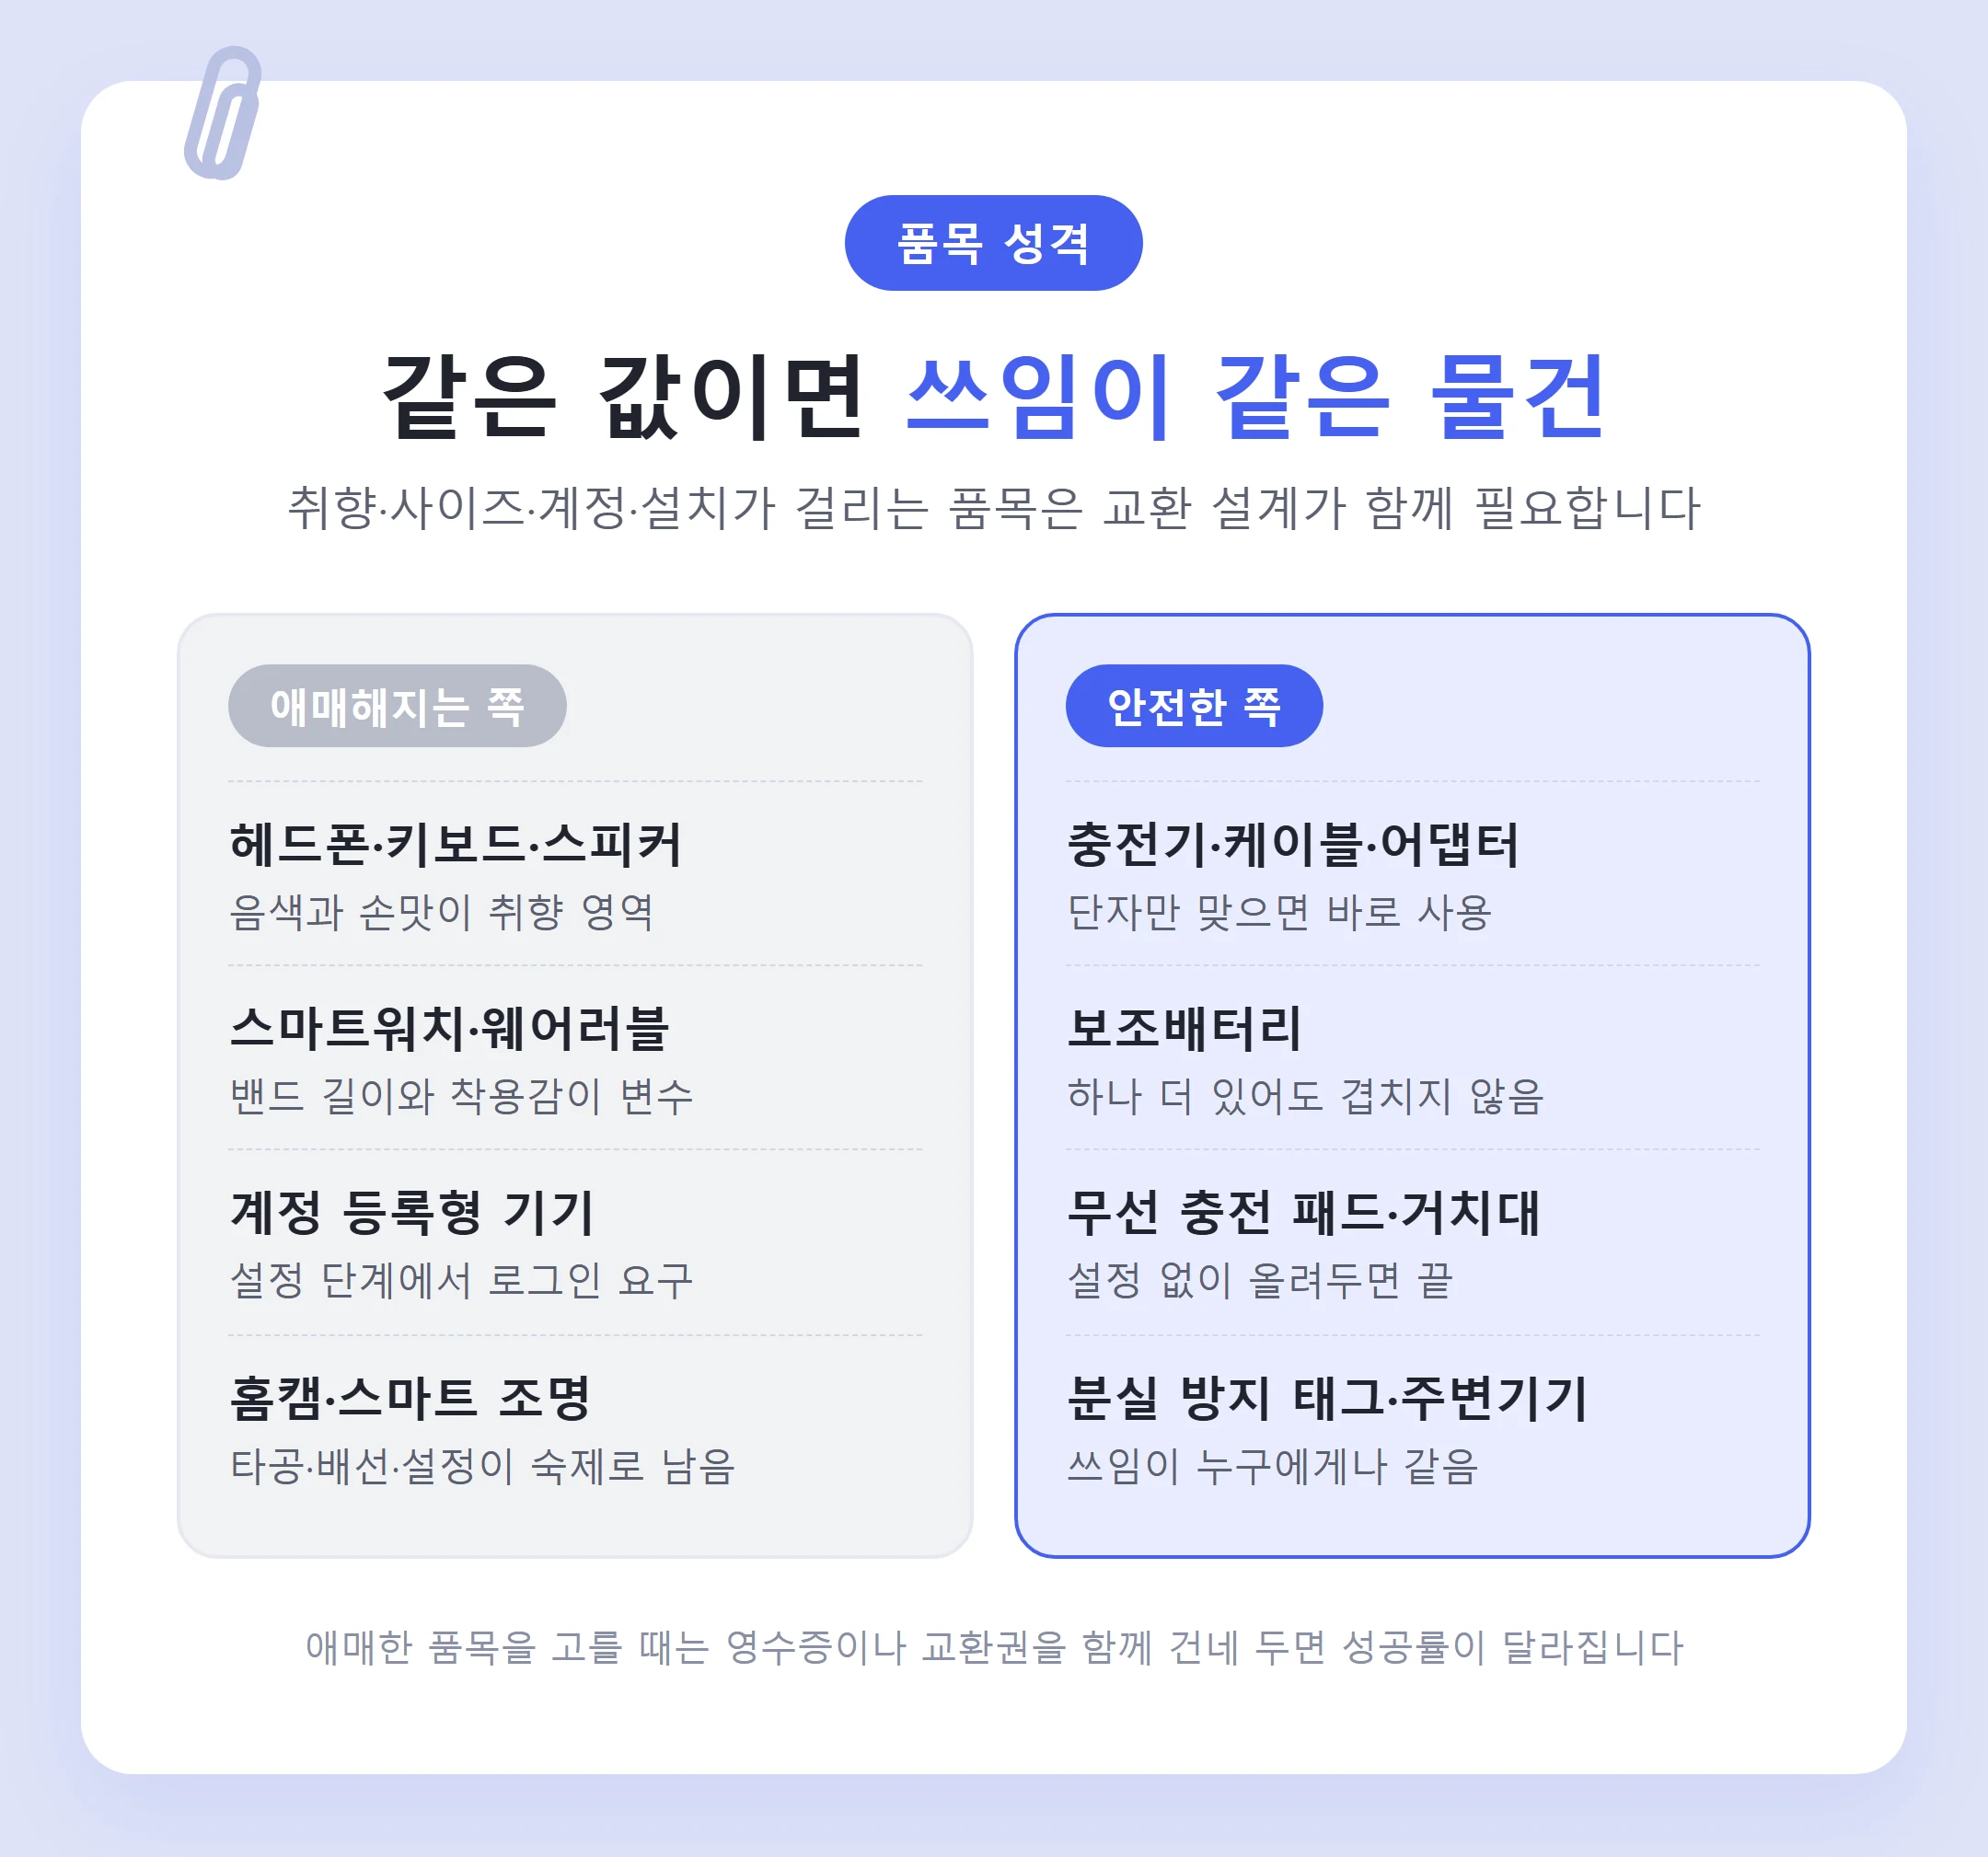 품목 성격
같은 값이면 쓰임이 같은 물건
취향·사이즈·계정·설치가 걸리는 품목은 교환 설계가 함께 필요합니다
애매해지는 쪽
헤드폰·키보드·스피커
음색과 손맛이 취향 영역
스마트워치·웨어러블
밴드 길이와 착용감이 변수
계정 등록형 기기
설정 단계에서 로그인 요구
홈캠·스마트 조명
타공·배선·설정이 숙제로 남음
안전한 쪽
충전기·케이블·어댑터
단자만 맞으면 바로 사용
보조배터리
하나 더 있어도 겹치지 않음
무선 충전 패드·거치대
설정 없이 올려두면 끝
분실 방지 태그·주변기기
쓰임이 누구에게나 같음
애매한 품목을 고를 때는 영수증이나 교환권을 함께 건네 두면 성공률이 달라집니다